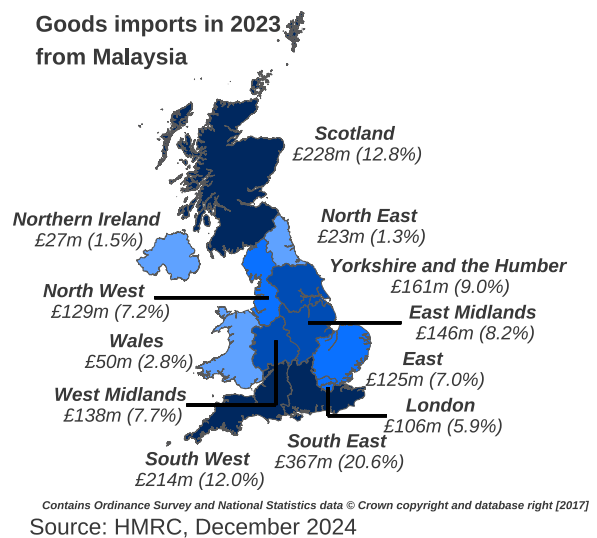 Goods imports in 2023
from Malaysia
Scotland
£228m (12.8%)
Northern Ireland
£27m (1.5%)
North East
£23m (1.3%)
Yorkshire and the Humber
£161m (9.0%)
North West
£129m (7.2%)
East Midlands
£146m (8.2%)
Wales
£50m (2.8%)
East
£125m (7.0%)
West Midlands
£138m (7.7%)
London
£106m (5.9%)
South East
£367m (20.6%)
South West
£214m (12.0%)
Contains Ordinance Survey and National Statistics data © Crown copyright and database right [2017]
Source: HMRC, December 2024